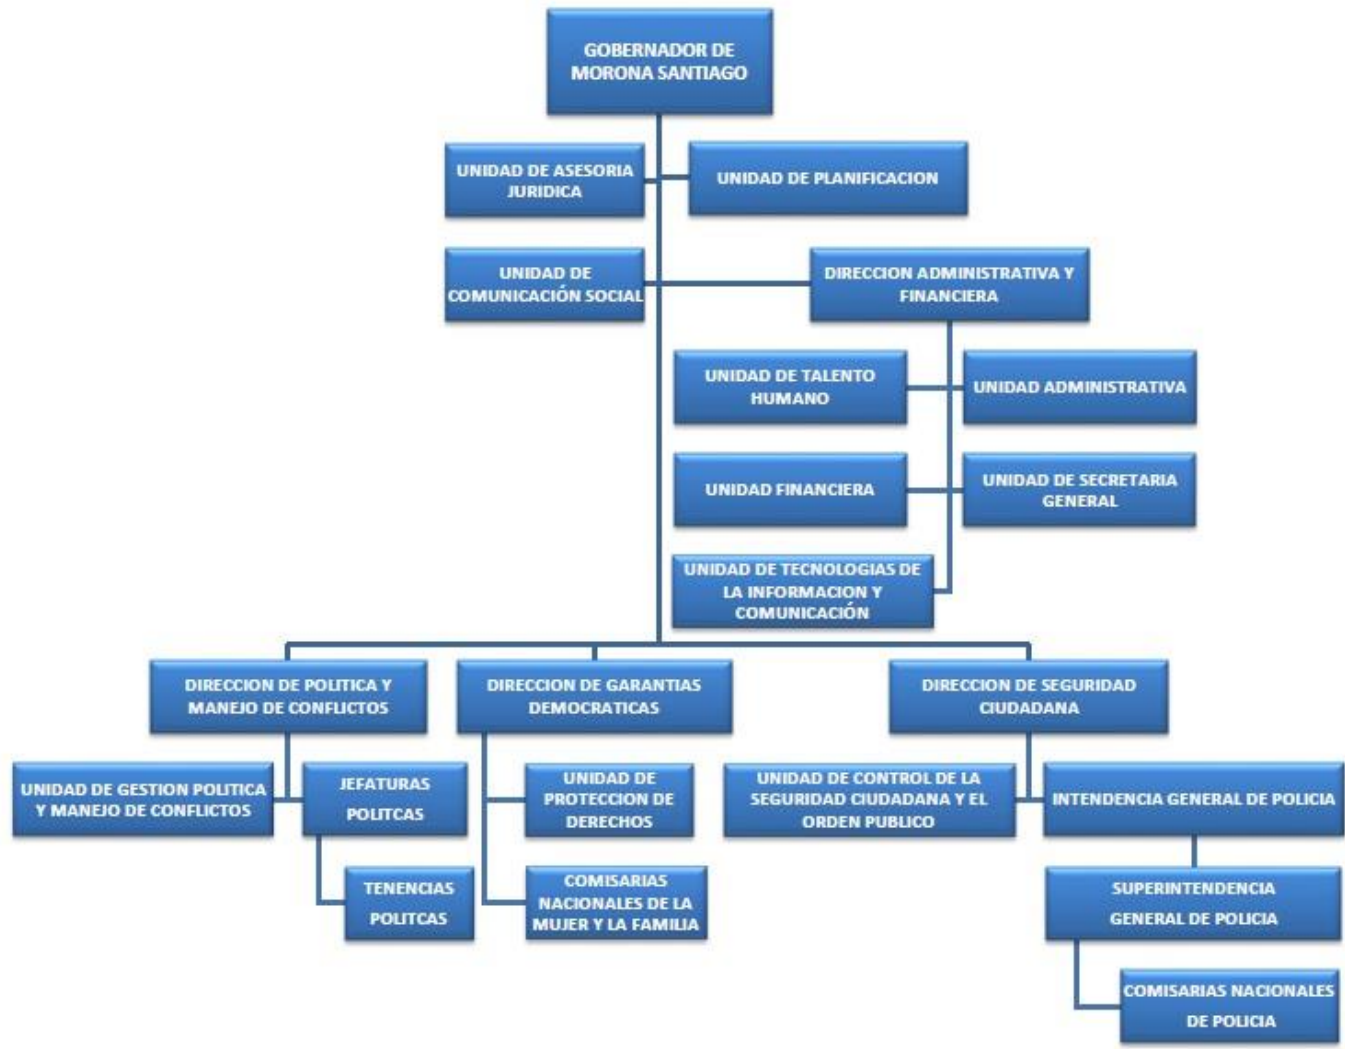 GOBERNADOR DE
MORONA SANTIAGO
UNIDAD DE ASESORIA
JURIDICA
UNIDAD DE PLANIFICACION
UNIDAD DE
COMUNICACIÓN SOCIAL
DIRECCION ADMINISTRATIVA Y
FINANCIERA
UNIDAD DE TALENTO
HUMANO
UNIDAD ADMINISTRATIVA
UNIDAD FINANCIERA
UNIDAD DE SECRETARIA
GENERAL
UNIDAD DE TECNOLOGIAS DE
LA INFORMACION Y
COMUNICACIÓN
DIRECCION DE POLITICA Y
MANEJO DE CONFLICTOS
DIRECCION DE GARANTIAS
DEMOCRATICAS
DIRECCION DE SEGURIDAD
CIUDADANA
UNIDAD DE GESTION POLITICA
Y MANEJO DE CONFLICTOS
JEFATURAS
POLITCAS
UNIDAD DE
PROTECCION DE
DERECHOS
UNIDAD DE CONTROL DE LA
SEGURIDAD CIUDADANA Y EL
ORDEN PUBLICO
INTENDENCIA GENERAL DE POLICIA
TENENCIAS
POLITCAS
COMISARIAS
NACIONALES DE LA
MUJER Y LA FAMILIA
SUPERINTENDENCIA
GENERAL DE POLICIA
COMISARIAS NACIONALES
DE POLICIA